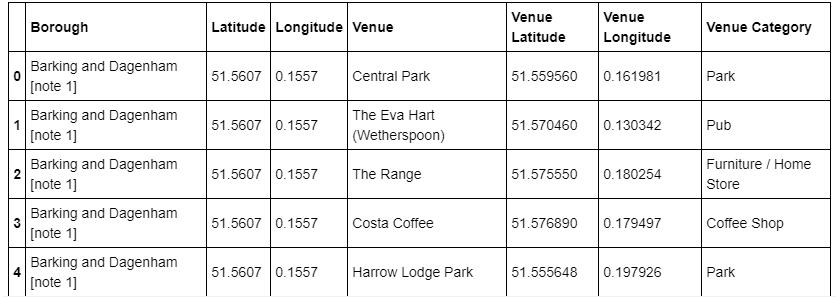 Borough Latitude Longitude Venue Venue Latitude Venue Longitude Venue Category
0 Barking and Dagenham [note 1] 51.5607 0.1557 Central Park 51.559560 0.161981 Park
1 Barking and Dagenham [note 1] 51.5607 0.1557 The Eva Hart (Wetherspoon) 51.570460 0.130342 Pub
2 Barking and Dagenham [note 1] 51.5607 0.1557 The Range 51.575550 0.180254 Furniture / Home Store
3 Barking and Dagenham [note 1] 51.5607 0.1557 Costa Coffee 51.576890 0.179497 Coffee Shop
4 Barking and Dagenham [note 1] 51.5607 0.1557 Harrow Lodge Park 51.555648 0.197926 Park